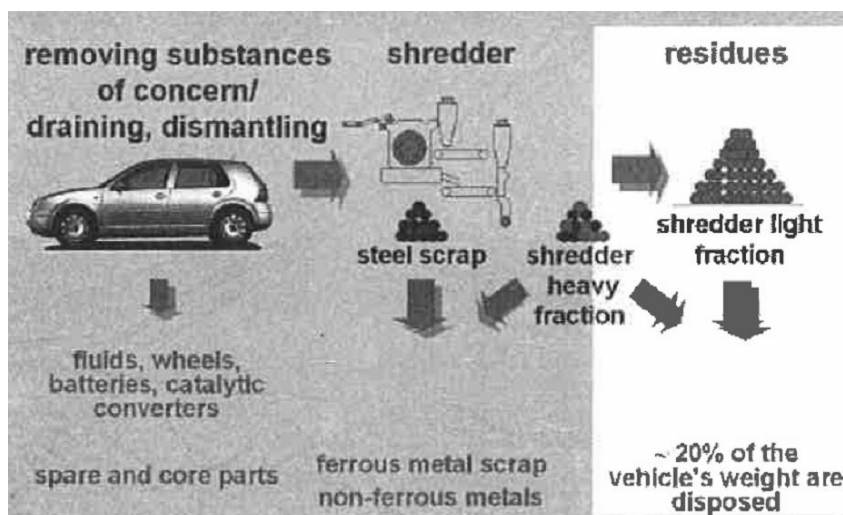 removing substances
of concern/
draining, dismantling
shredder
residues
steel scrap
shredder
heavy
fraction
shredder light
fraction
fluids, wheels,
batteries, catalytic
converters
spare and core parts
ferrous metal scrap
non-ferrous metals
~ 20% of the
vehicle's weight are
disposed